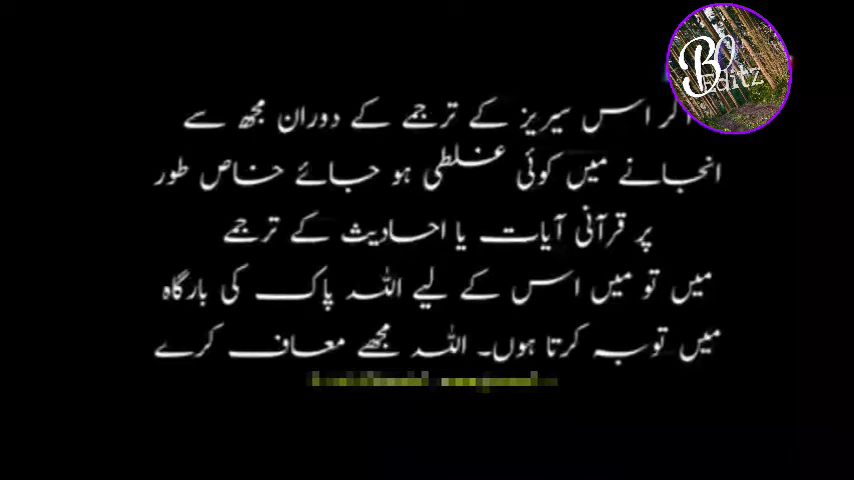 B Editz
اگر اس سیریز کے ترجمے کے دوران مجھ سے
انجانے میں کوئی غلطی ہو جائے خاص طور
پر قرآنی آیات یا احادیث کے ترجمے
میں تو میں اس کے لیے اللہ پاک کی بارگاہ
میں توبہ کرتا ہوں۔ اللہ مجھے معاف کرے